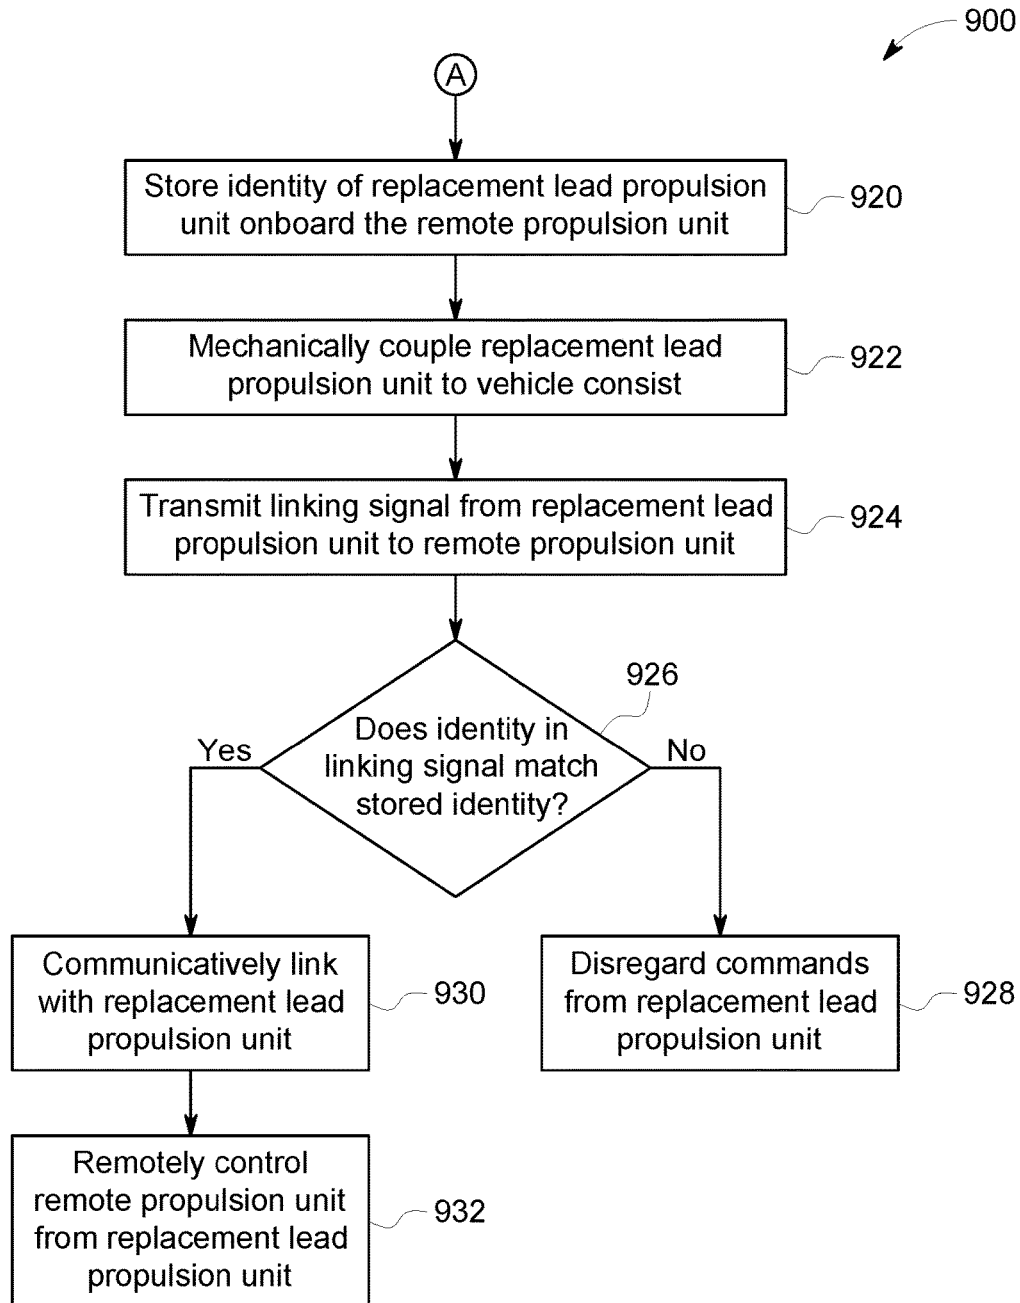 900
A
Store identity of replacement lead propulsion
unit onboard the remote propulsion unit
920
Mechanically couple replacement lead
propulsion unit to vehicle consist
922
Transmit linking signal from replacement lead
propulsion unit to remote propulsion unit
924
926
Does identity in
linking signal match
stored identity?
Yes
No
Communicatively link
with replacement lead
propulsion unit
930
Disregard commands
from replacement lead
propulsion unit
928
Remotely control
remote propulsion unit
from replacement lead
propulsion unit
932